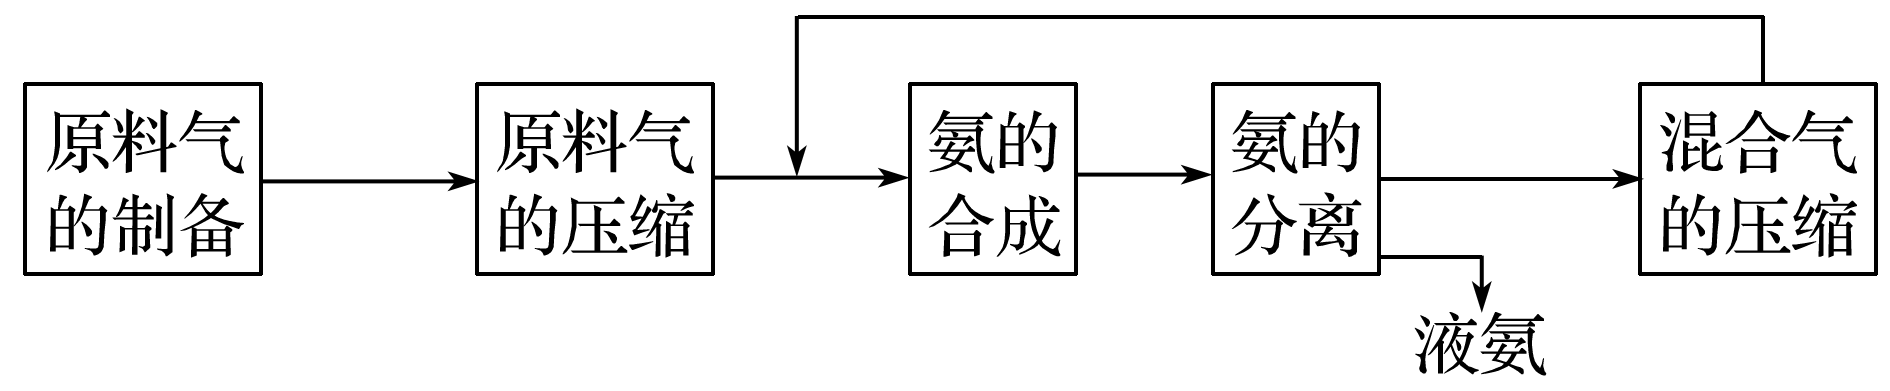 原料气
的制备
原料气
的压缩
氨的
合成
氨的
分离
混合气
的压缩
液氨